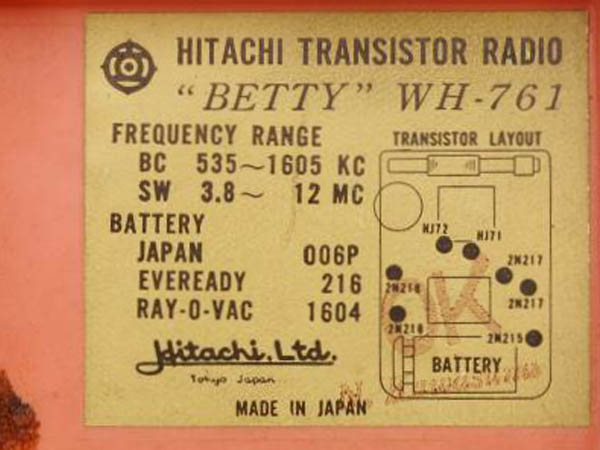 HITACHI TRANSISTOR RADIO
"BETTY" WH-761
FREQUENCY RANGE
BC 535~1605 KC
SW 3.8~ 12 MC
BATTERY
JAPAN 006P
EVEREADY 216
RAY-O-VAC 1604
Hitachi, Ltd.
Tokyo Japan
MADE IN JAPAN
TRANSISTOR LAYOUT
HJ72
HJ71
2N217
2N218
2N217
2N218
2N215
BATTERY
OK